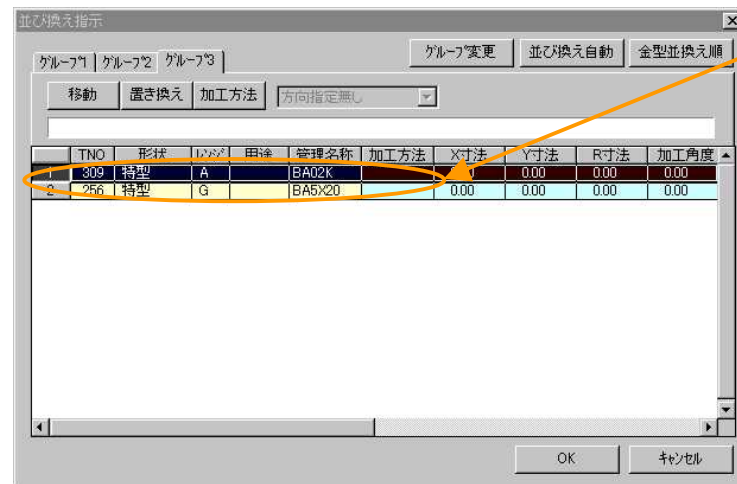 並び換え指示
ｸﾞﾙｰﾌﾟ1 ｸﾞﾙｰﾌﾟ2 ｸﾞﾙｰﾌﾟ3 ｸﾞﾙｰﾌﾟ変更 並び換え自動 金型並換え順
移動 置き換え 加工方法 方向指定無し
TNO 形状 ﾚﾝｼﾞ 用途 管理名称 加工方法 X寸法 Y寸法 R寸法 加工角度
1 309 特型 A BA02K 0.00 0.00 0.00
2 256 特型 G BA5X20 0.00 0.00 0.00 0.00
OK ｷｬﾝｾﾙ